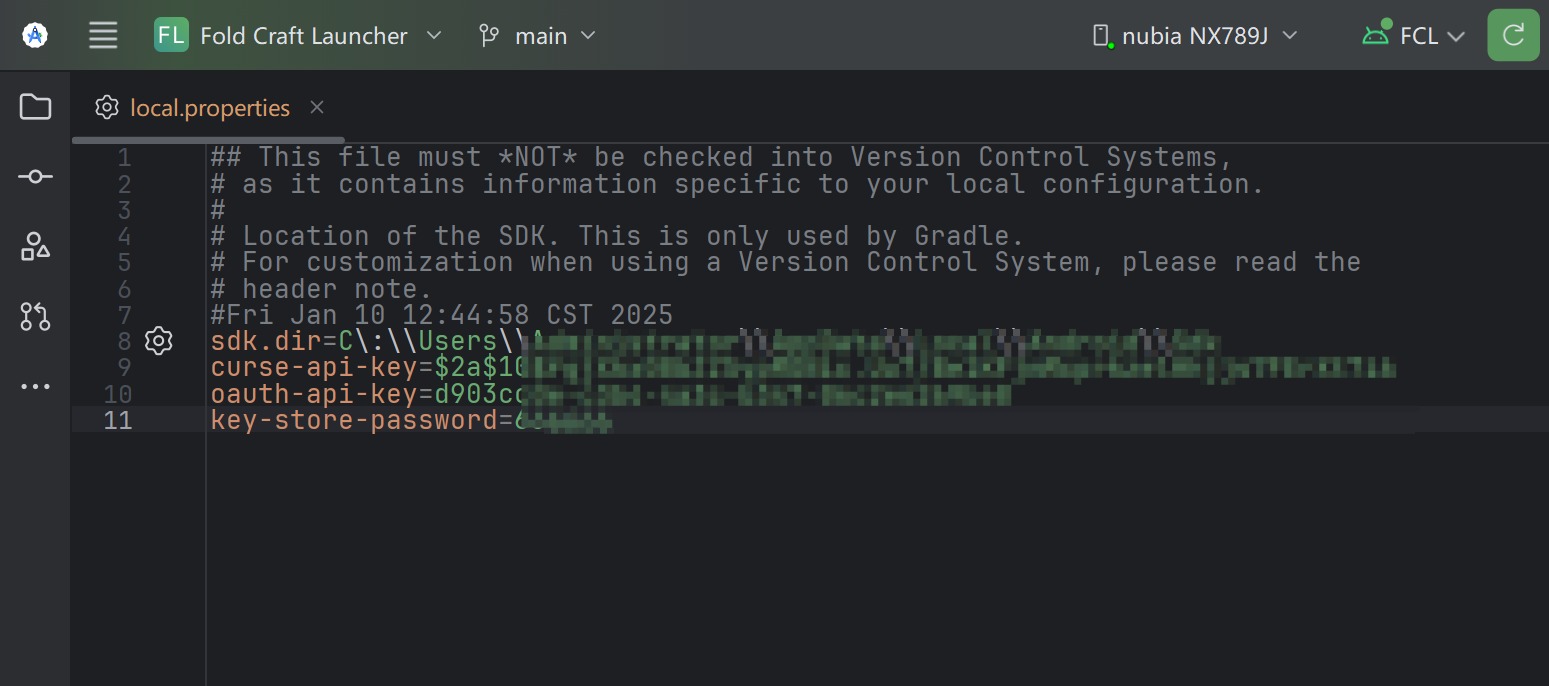 FL Fold Craft Launcher main nubia NX789J FCL
local.properties
1 ## This file must *NOT* be checked into Version Control Systems,
2 # as it contains information specific to your local configuration.
3 #
4 # Location of the SDK. This is only used by Gradle.
5 # For customization when using a Version Control System, please read the
6 # header note.
7 #Fri Jan 10 12:44:58 CST 2025
8 sdk.dir=C\:\\Users\\
9 curse-api-key=$2a$10
10 oauth-api-key=d903c
11 key-store-password=